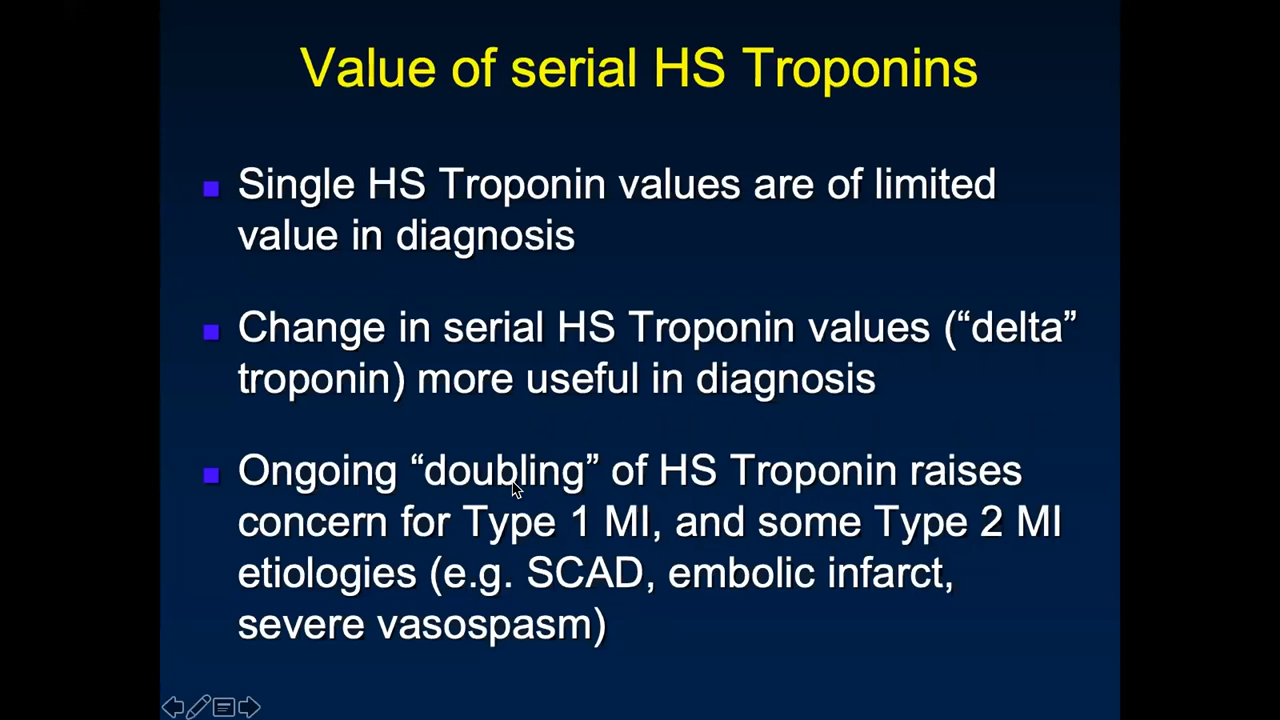 Value of serial HS Troponins
Single HS Troponin values are of limited
value in diagnosis
Change in serial HS Troponin values (“delta”
troponin) more useful in diagnosis
Ongoing “doubling” of HS Troponin raises
concern for Type 1 MI, and some Type 2 MI
etiologies (e.g. SCAD, embolic infarct,
severe vasospasm)